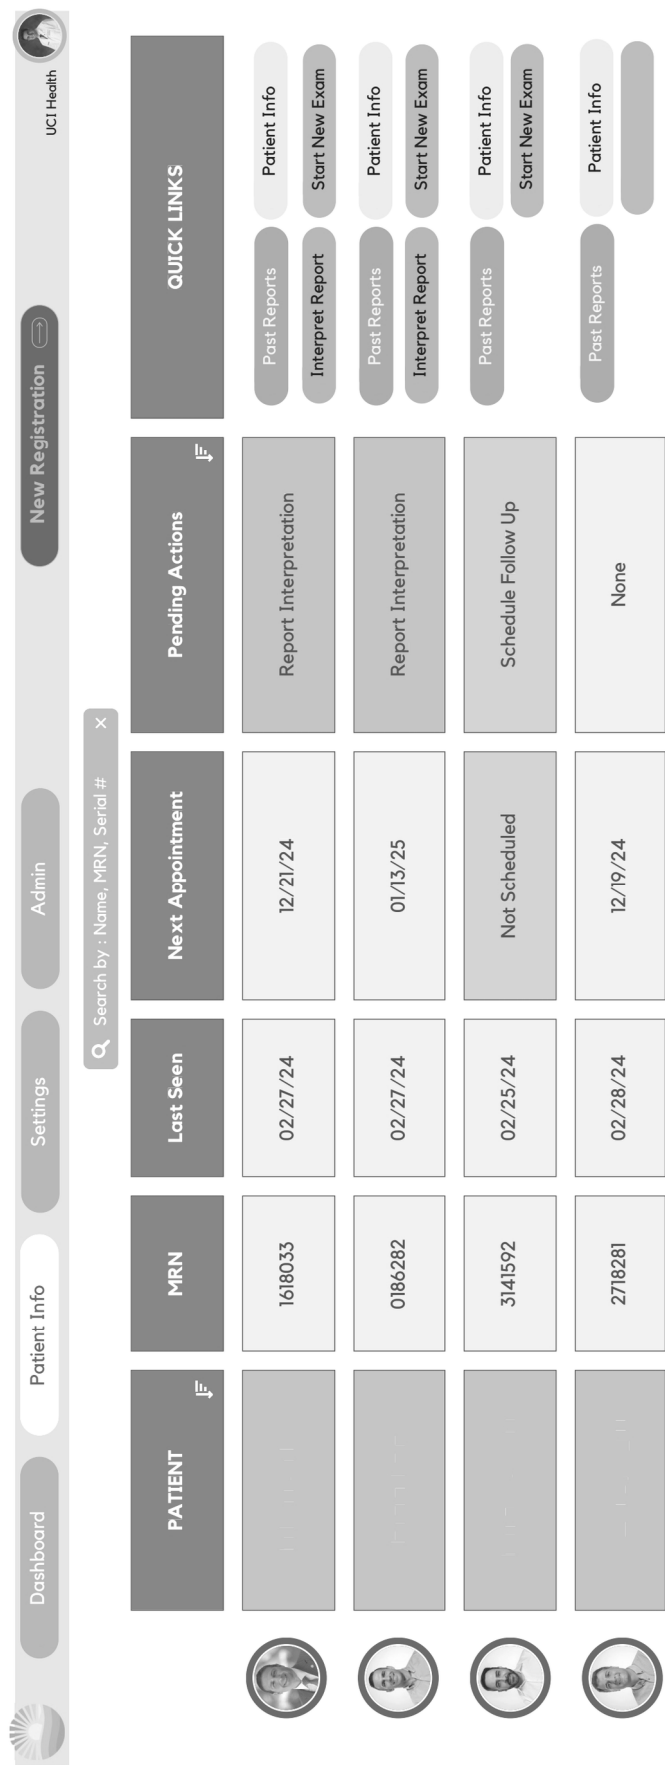 Dashboard
Patient Info
Settings
Admin
New Registration
UCI Health
Search by : Name, MRN, Serial #
PATIENT
MRN
Last Seen
Next Appointment
Pending Actions
QUICK LINKS
1618033
02/27/24
12/21/24
Report Interpretation
Past Reports
Patient Info
Interpret Report
Start New Exam
0186282
02/27/24
01/13/25
Report Interpretation
Past Reports
Patient Info
Interpret Report
Start New Exam
3141592
02/25/24
Not Scheduled
Schedule Follow Up
Past Reports
Patient Info
Start New Exam
2718281
02/28/24
12/19/24
None
Past Reports
Patient Info